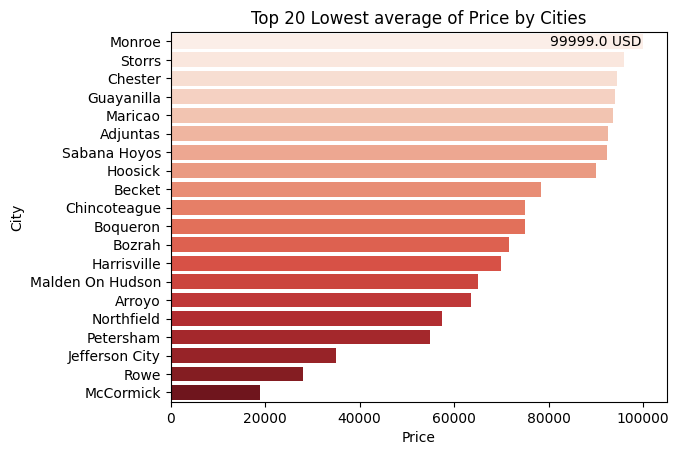 Top 20 Lowest average of Price by Cities
Monroe
99999.0 USD
Storrs
Chester
Guayanilla
Maricao
Adjuntas
Sabana Hoyos
Hoosick
Becket
Chincoteague
Boqueron
Bozrah
Harrisville
Malden On Hudson
Arroyo
Northfield
Petersham
Jefferson City
Rowe
McCormick
City
0 20000 40000 60000 80000 100000
Price